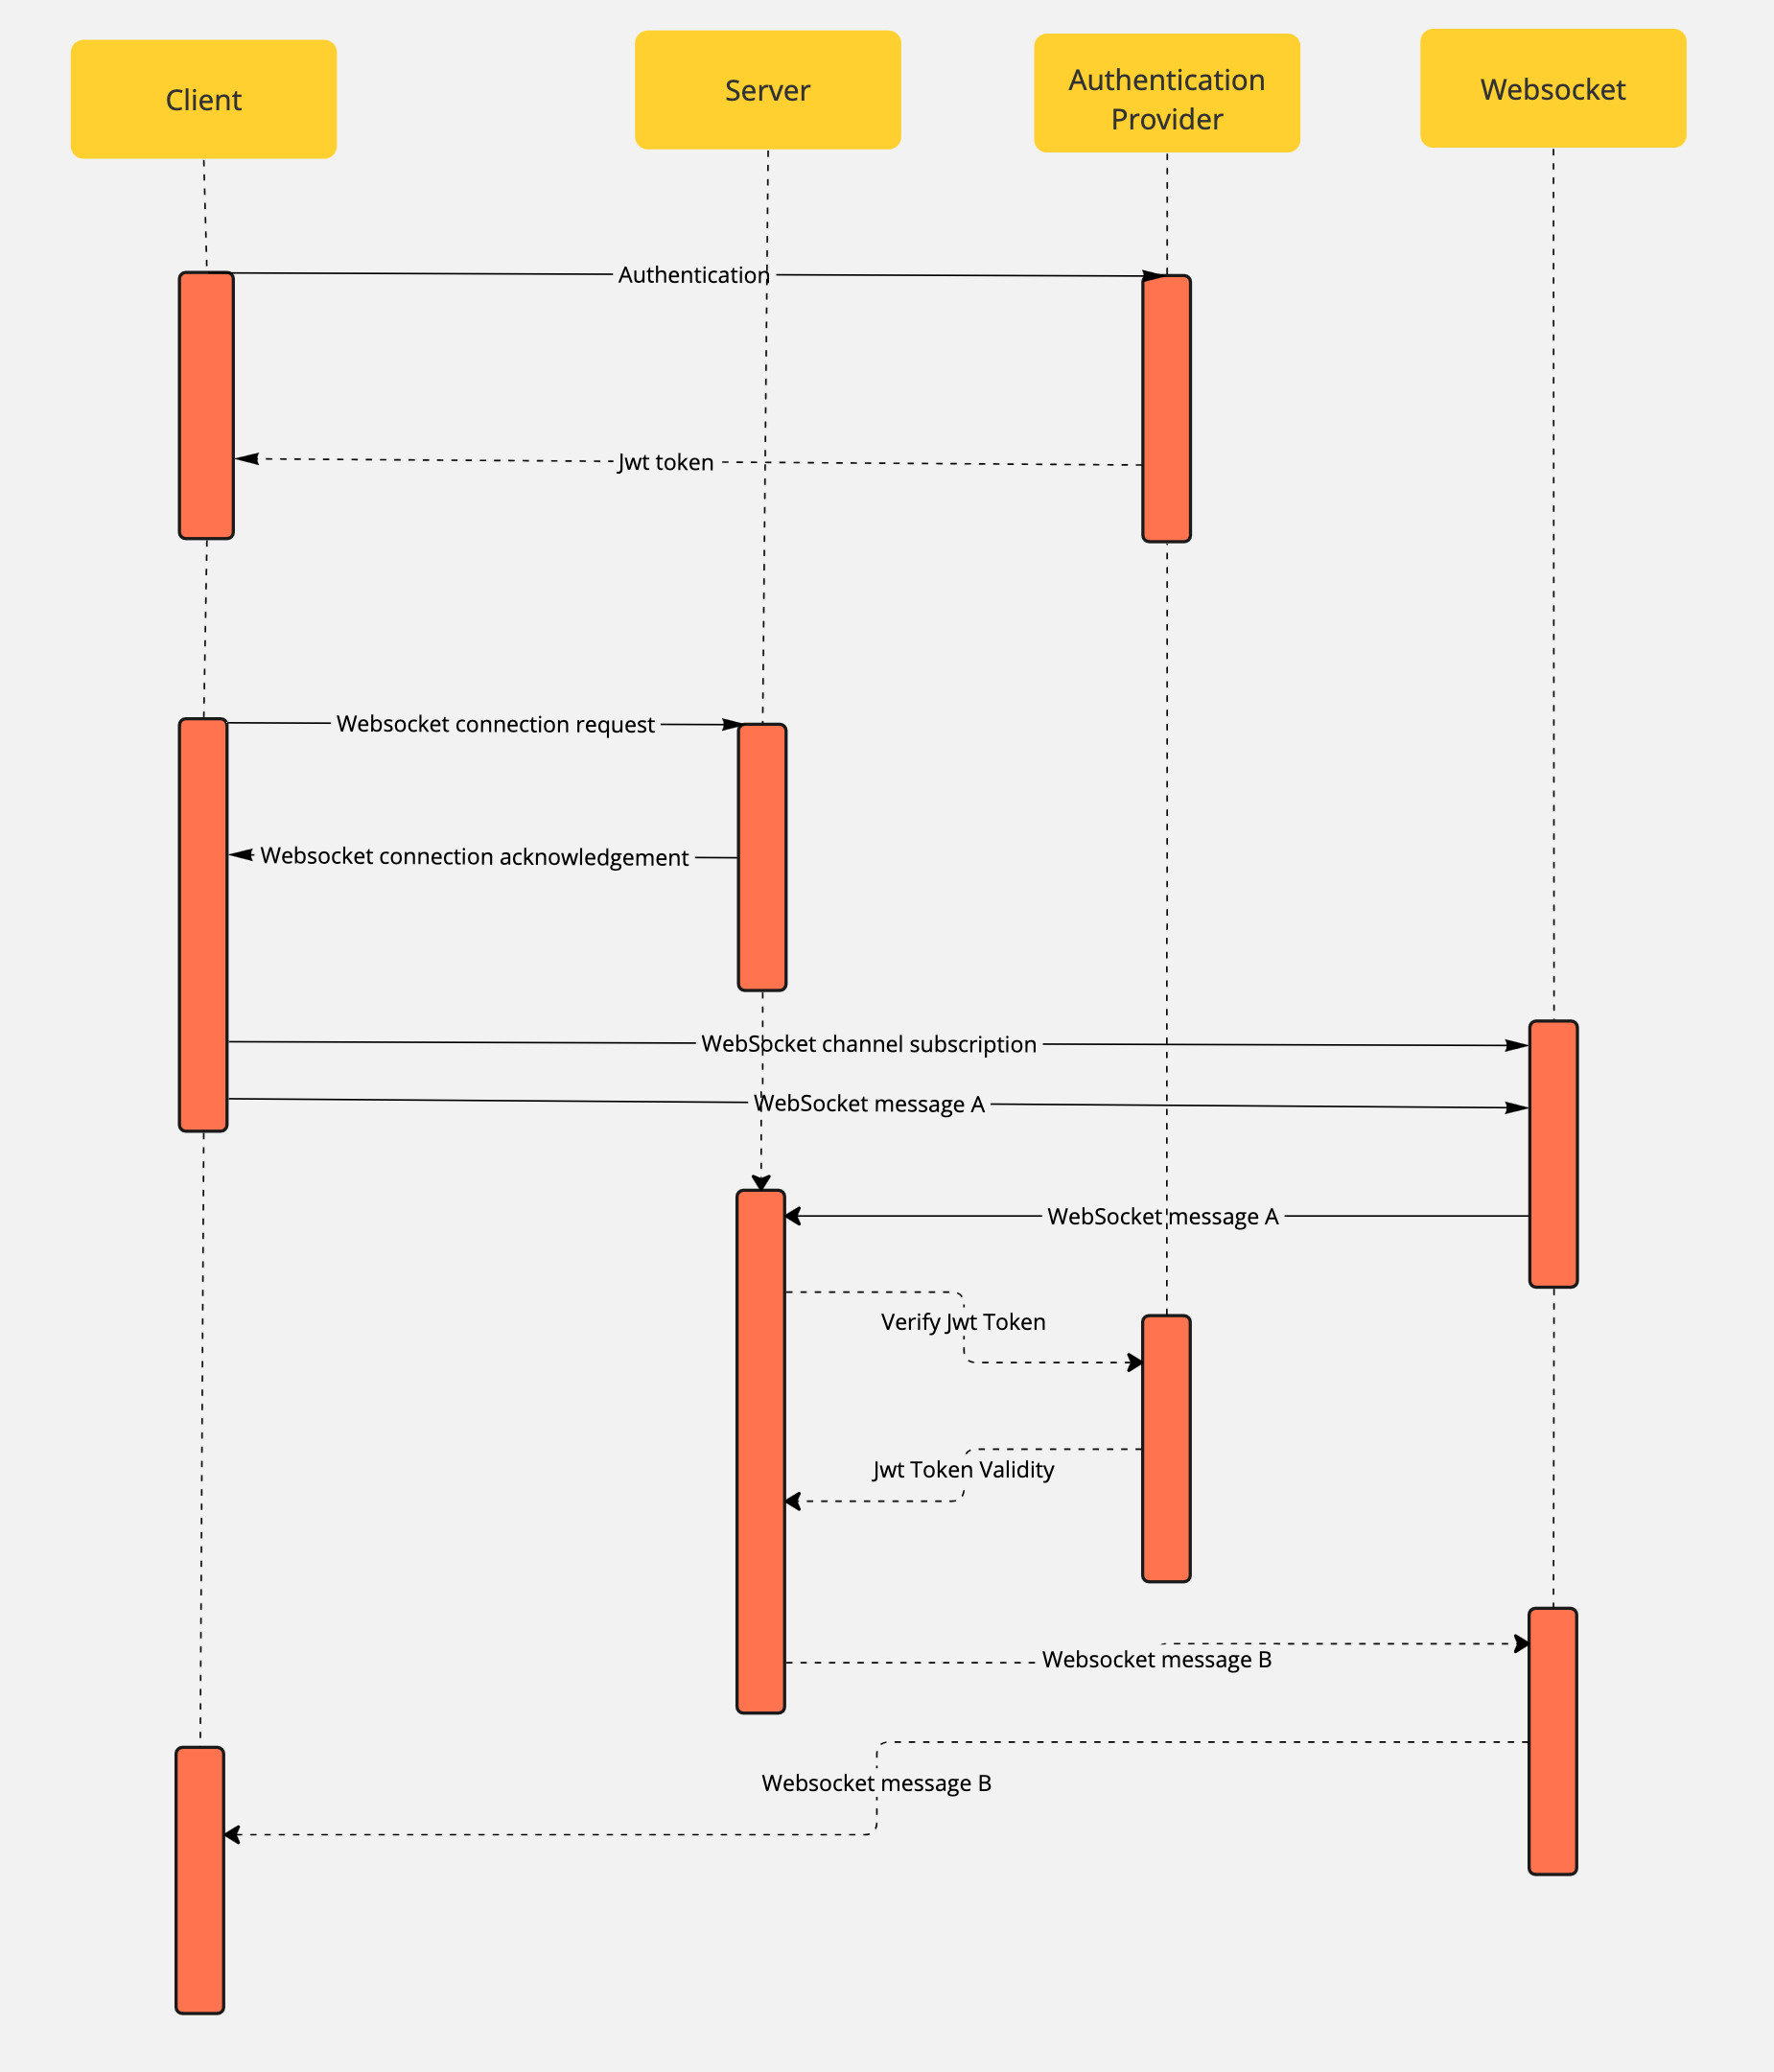 Client
Server
Authentication
Provider
Websocket
Authentication
Jwt token
Websocket connection request
Websocket connection acknowledgement
WebSocket channel subscription
WebSocket message A
WebSocket message A
Verify Jwt Token
Jwt Token Validity
Websocket message B
Websocket message B